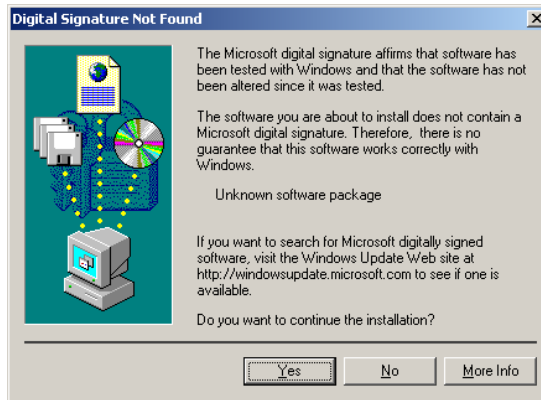 Digital Signature Not Found
The Microsoft digital signature affirms that software has
been tested with Windows and that the software has not
been altered since it was tested.
The software you are about to install does not contain a
Microsoft digital signature. Therefore, there is no
guarantee that this software works correctly with
Windows.
Unknown software package
If you want to search for Microsoft digitally signed
software, visit the Windows Update Web site at
http://windowsupdate.microsoft.com to see if one is
available.
Do you want to continue the installation?
Yes No More Info